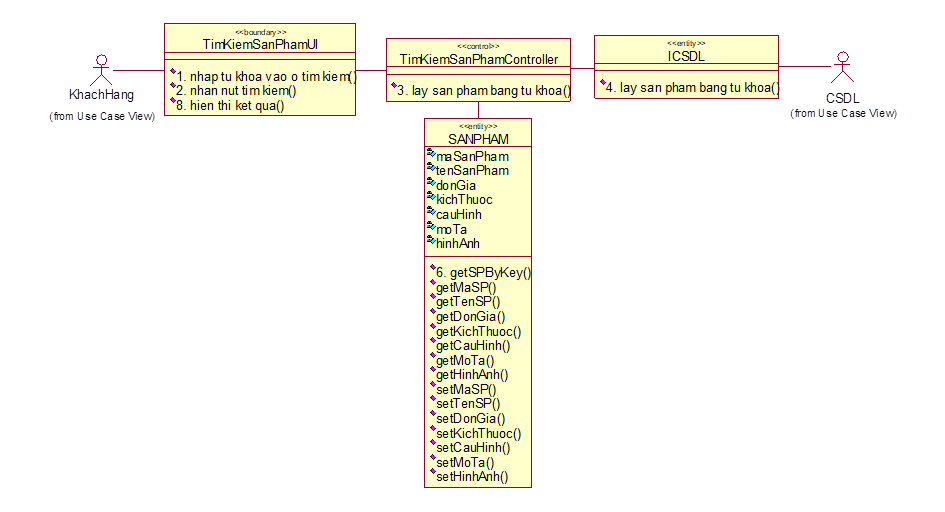 KhachHang
(from Use Case View)
<<boundary>>
TimKiemSanPhamUI
1. nhap tu khoa vao o tim kiem()
2. nhan nut tim kiem()
8. hien thi ket qua()
<<control>>
TimKiemSanPhamController
3. lay san pham bang tu khoa()
<<entity>>
ICSDL
4. lay san pham bang tu khoa()
CSDL
(from Use Case View)
<<entity>>
SANPHAM
maSanPham
tenSanPham
donGia
kichThuoc
cauHinh
moTa
hinhAnh
6. getSPByKey()
getMaSP()
getTenSP()
getDonGia()
getKichThuoc()
getCauHinh()
getMoTa()
getHinhAnh()
setMaSP()
setTenSP()
setDonGia()
setKichThuoc()
setCauHinh()
setMoTa()
setHinhAnh()